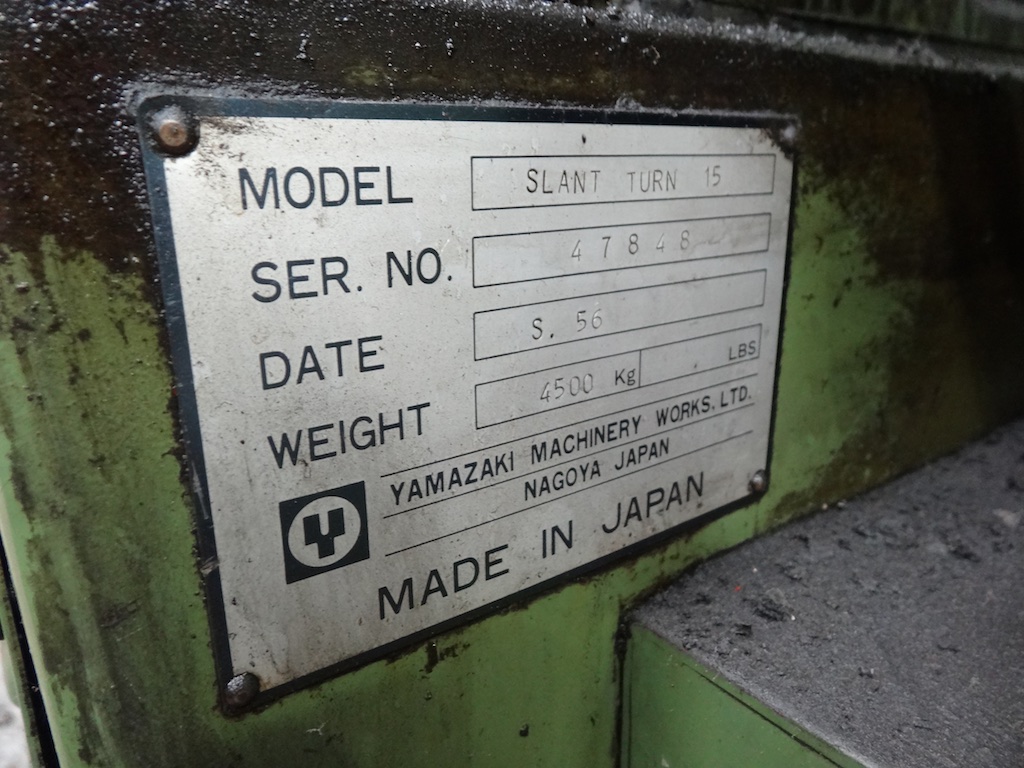 MODEL SLANT TURN 15
SER. NO. 47848
DATE S. 56
WEIGHT 4500 Kg LBS
YAMAZAKI MACHINERY WORKS, LTD.
NAGOYA JAPAN
Y
MADE IN JAPAN